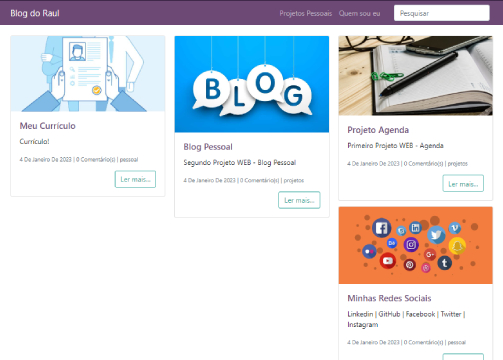 Blog do Raul
Projetos Pessoais
Quem sou eu
Pesquisar
Meu Currículo
Currículo!
4 De Janeiro De 2023 | 0 Comentário(s) | pessoal
Ler mais...
BLOG
Blog Pessoal
Segundo Projeto WEB - Blog Pessoal
4 De Janeiro De 2023 | 0 Comentário(s) | projetos
Ler mais...
Projeto Agenda
Primeiro Projeto WEB - Agenda
4 De Janeiro De 2023 | 0 Comentário(s) | projetos
Ler mais...
Minhas Redes Sociais
Linkedin | GitHub | Facebook | Twitter |
Instagram
4 De Janeiro De 2023 | 0 Comentário(s) | pessoal